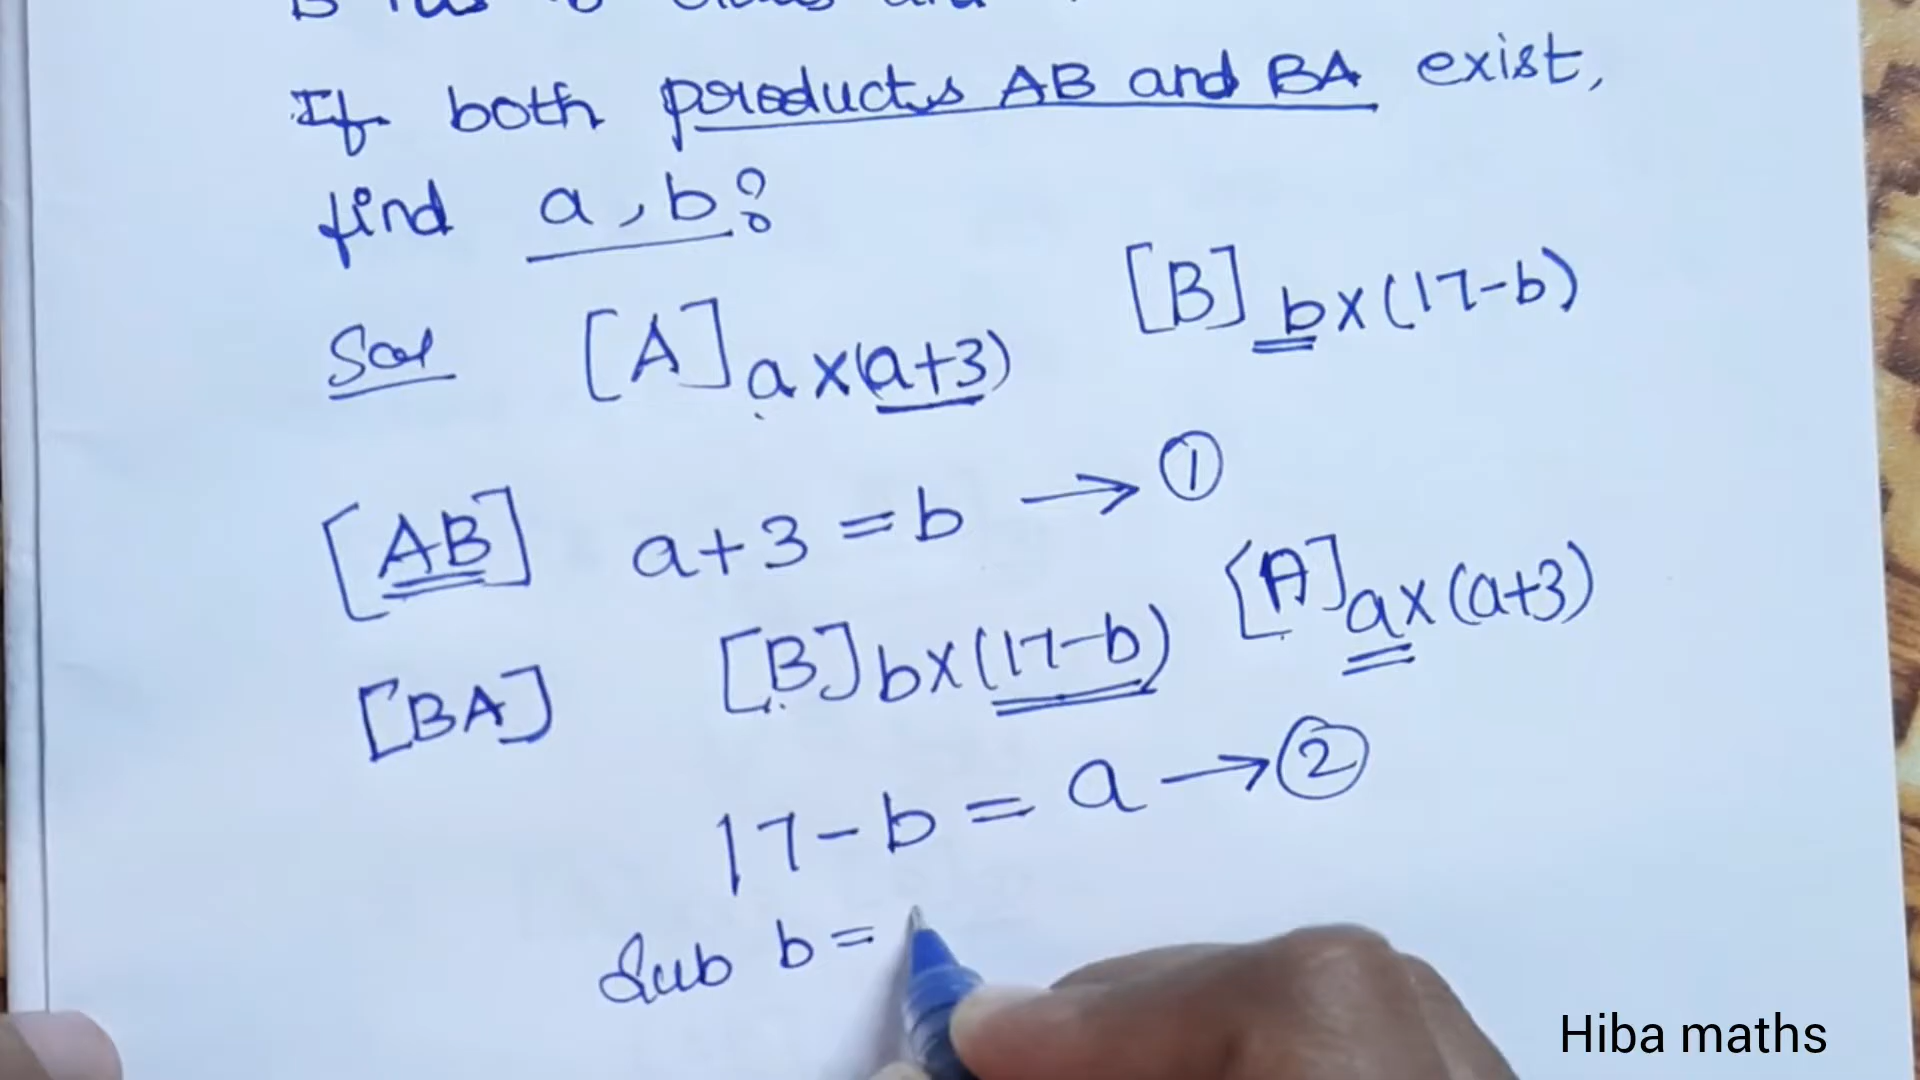 If both products AB and BA exist,
find a, b?
Sol [A] a x (a+3) [B] b x (17-b)
[AB] a+3 = b → ①
[BA] [B] b x (17-b) [A] a x (a+3)
17-b = a → ②
Sub b =
Hiba maths